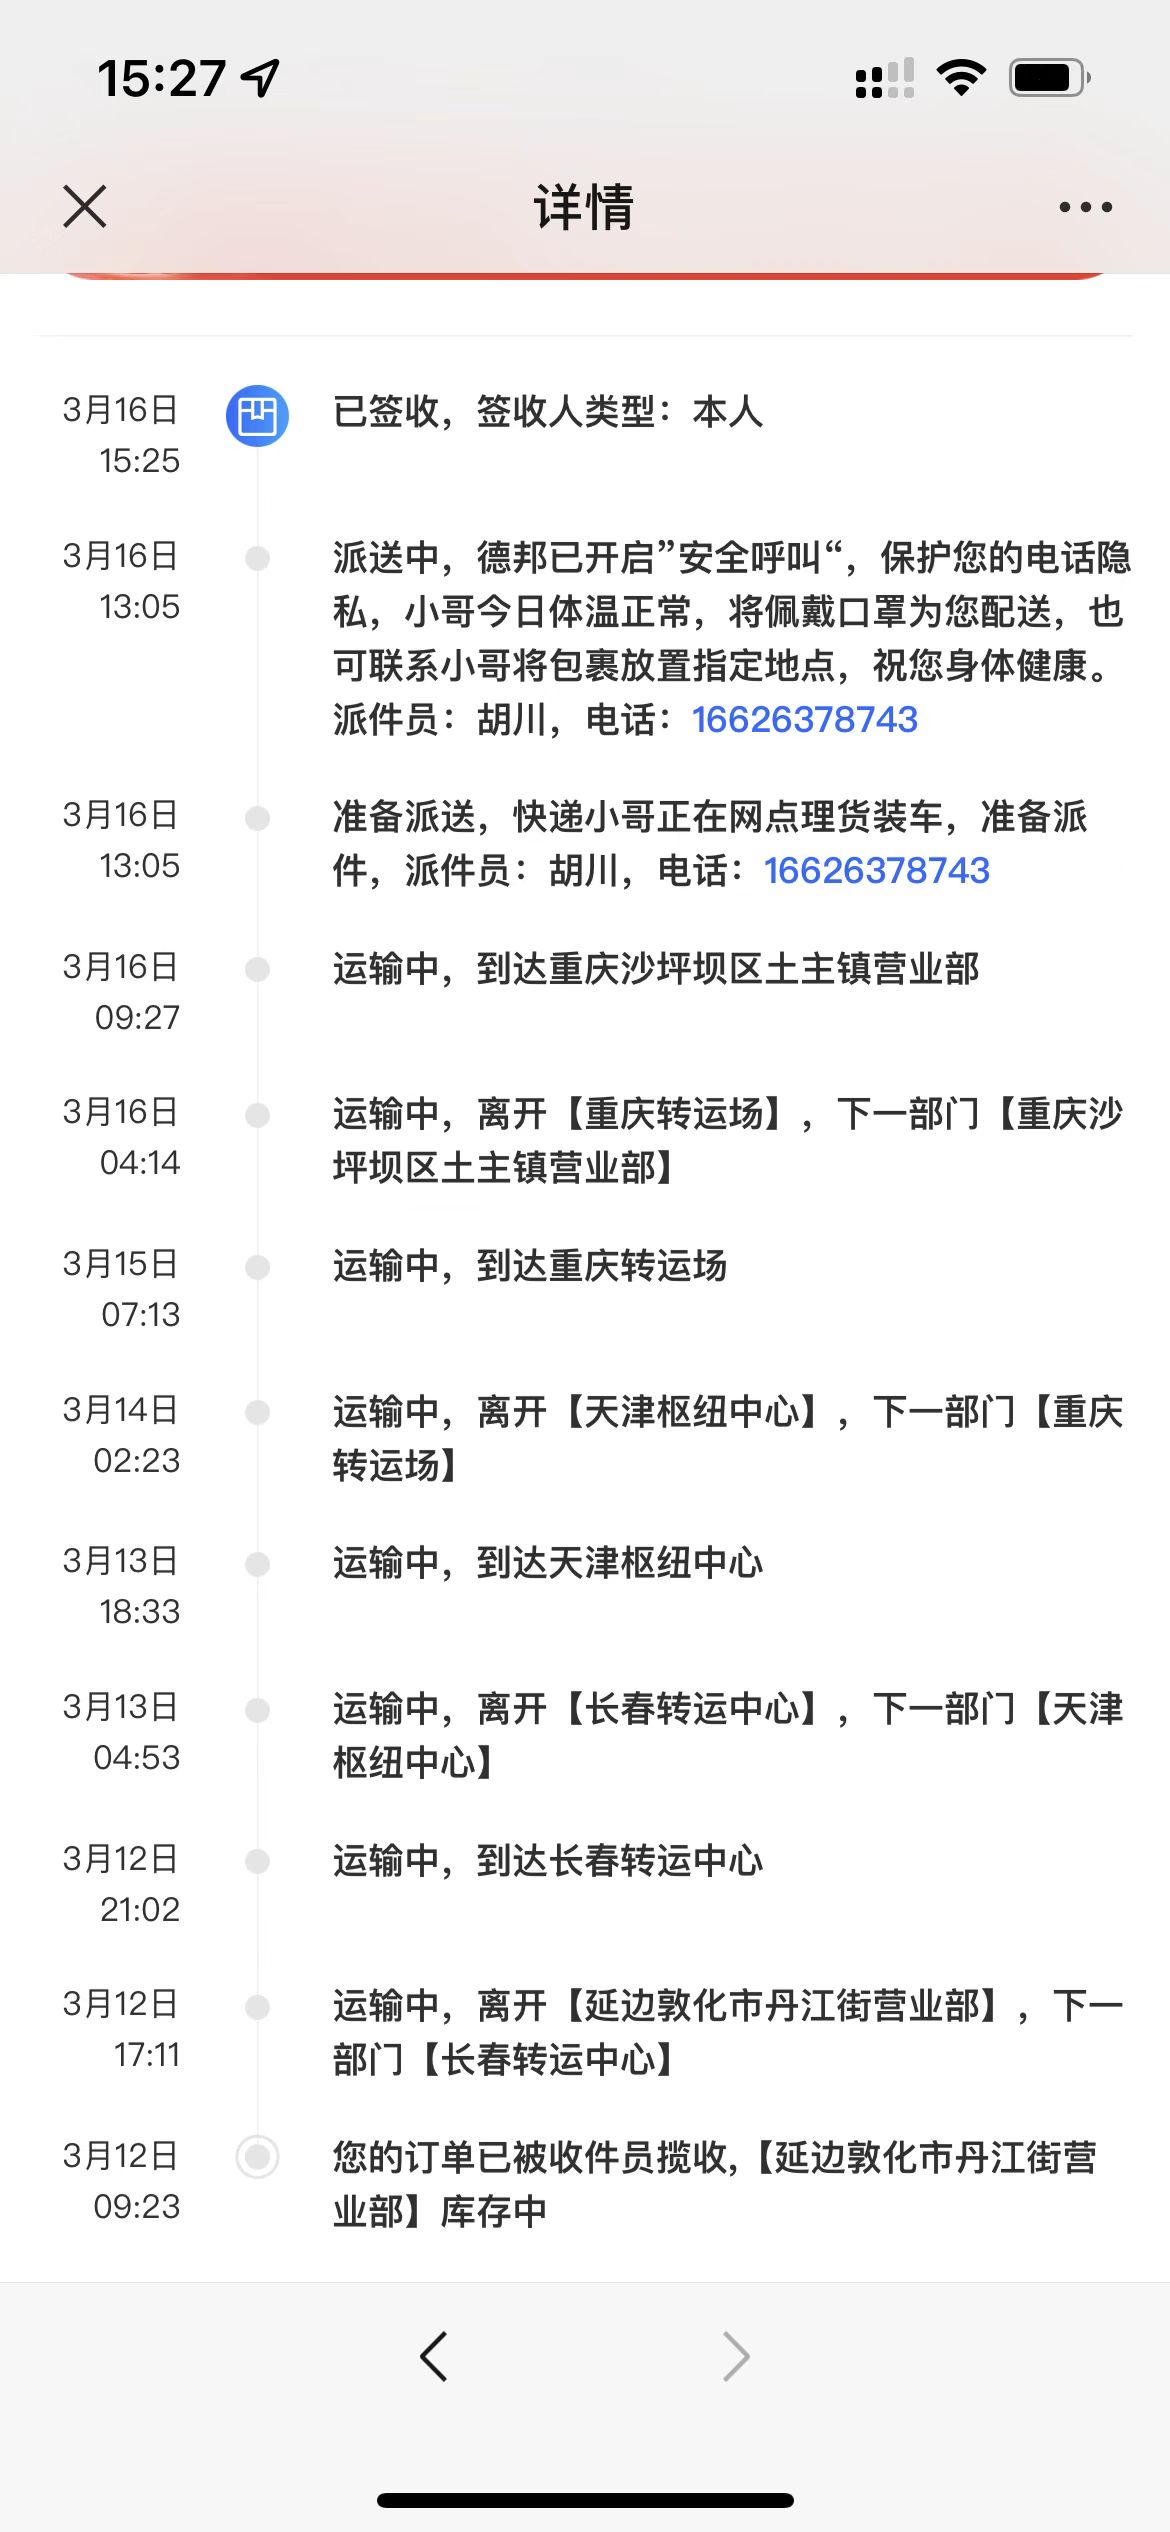 15:27
详情
3月16日
15:25
已签收，签收人类型：本人
3月16日
13:05
派送中，德邦已开启”安全呼叫“，保护您的电话隐
私，小哥今日体温正常，将佩戴口罩为您配送，也
可联系小哥将包裹放置指定地点，祝您身体健康。
派件员：胡川，电话：16626378743
3月16日
13:05
准备派送，快递小哥正在网点理货装车，准备派
件，派件员：胡川，电话：16626378743
3月16日
09:27
运输中，到达重庆沙坪坝区土主镇营业部
3月16日
04:14
运输中，离开【重庆转运场】，下一部门【重庆沙
坪坝区土主镇营业部】
3月15日
07:13
运输中，到达重庆转运场
3月14日
02:23
运输中，离开【天津枢纽中心】，下一部门【重庆
转运场】
3月13日
18:33
运输中，到达天津枢纽中心
3月13日
04:53
运输中，离开【长春转运中心】，下一部门【天津
枢纽中心】
3月12日
21:02
运输中，到达长春转运中心
3月12日
17:11
运输中，离开【延边敦化市丹江街营业部】，下一
部门【长春转运中心】
3月12日
09:23
您的订单已被收件员揽收,【延边敦化市丹江街营
业部】库存中